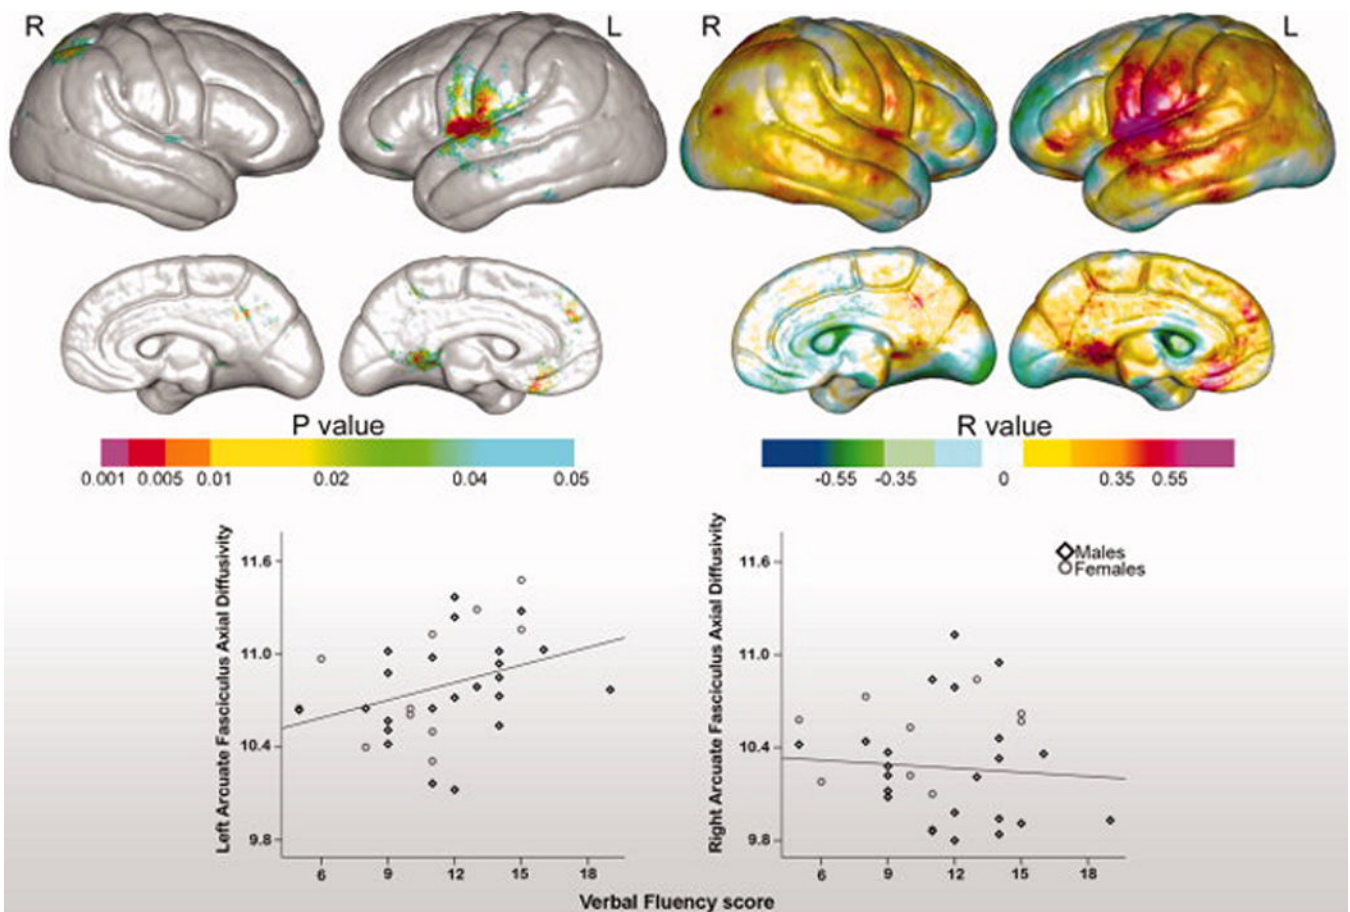 R L R L
P value
0.001 0.005 0.01 0.02 0.04 0.05
R value
-0.55 -0.35 0 0.35 0.55
Left Arcuate Fasciculus Axial Diffusivity
11.6
11.0
10.4
9.8
6 9 12 15 18
Right Arcuate Fasciculus Axial Diffusivity
11.6
11.0
10.4
9.8
6 9 12 15 18
Males
Females
Verbal Fluency score